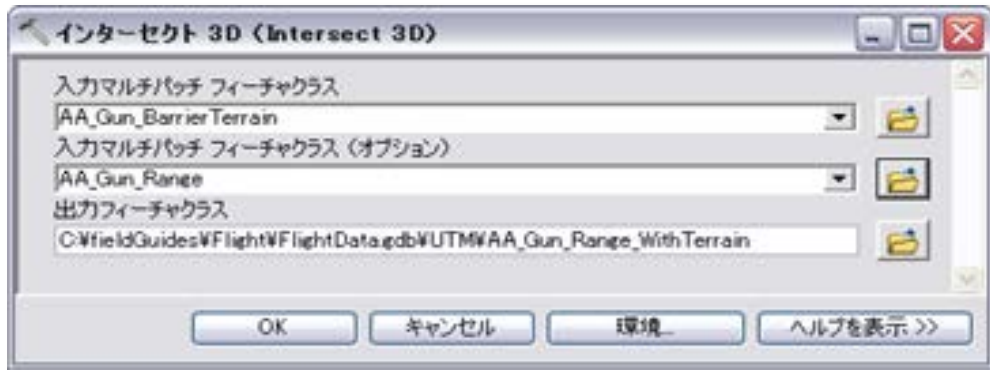 インターセクト 3D (Intersect 3D)
入力マルチパッチ フィーチャクラス
AA_Gun_BarrierTerrain
入力マルチパッチ フィーチャクラス (オプション)
AA_Gun_Range
出力フィーチャクラス
C:¥fieldGuides¥Flight¥FlightData.gdb¥UTM¥AA_Gun_Range_WithTerrain
OK
キャンセル
環境...
ヘルプを表示 >>